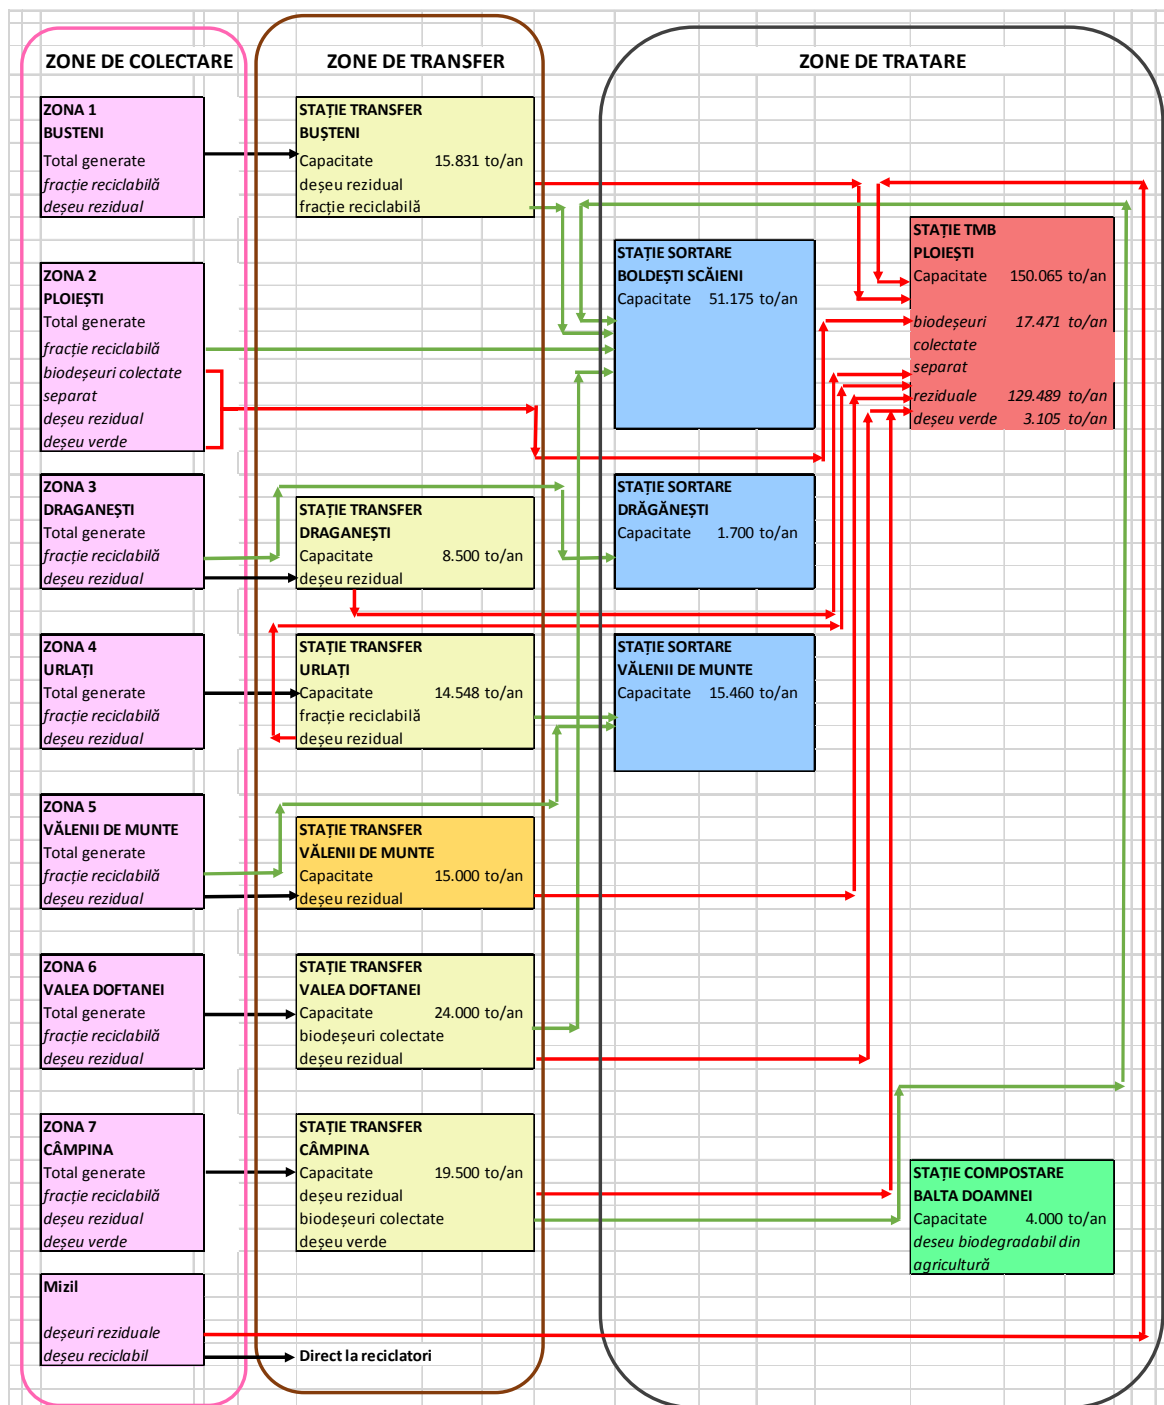 ZONE DE COLECTARE
ZONA 1
BUSTENI
Total generate
fracție reciclabilă
deșeu rezidual
ZONA 2
PLOIEȘTI
Total generate
fracție reciclabilă
biodeșeuri colectate
separat
deșeu rezidual
deșeu verde
ZONA 3
DRAGANEȘTI
Total generate
fracție reciclabilă
deșeu rezidual
ZONA 4
URLAȚI
Total generate
fracție reciclabilă
deșeu rezidual
ZONA 5
VĂLENII DE MUNTE
Total generate
fracție reciclabilă
deșeu rezidual
ZONA 6
VALEA DOFTANEI
Total generate
fracție reciclabilă
deșeu rezidual
ZONA 7
CÂMPINA
Total generate
fracție reciclabilă
deșeu rezidual
deșeu verde
Mizil
deșeuri reziduale
deșeu reciclabil
ZONE DE TRANSFER
STAȚIE TRANSFER
BUȘTENI
Capacitate 15.831 to/an
deșeu rezidual
fracție reciclabilă
STAȚIE TRANSFER
DRAGANEȘTI
Capacitate 8.500 to/an
deșeu rezidual
STAȚIE TRANSFER
URLAȚI
Capacitate 14.548 to/an
fracție reciclabilă
deșeu rezidual
STAȚIE TRANSFER
VĂLENII DE MUNTE
Capacitate 15.000 to/an
deșeu rezidual
STAȚIE TRANSFER
VALEA DOFTANEI
Capacitate 24.000 to/an
biodeșeuri colectate
deșeu rezidual
STAȚIE TRANSFER
CÂMPINA
Capacitate 19.500 to/an
deșeu rezidual
biodeșeuri colectate
deșeu verde
Direct la reciclatori
ZONE DE TRATARE
STAȚIE SORTARE
BOLDEȘTI SCĂIENI
Capacitate 51.175 to/an
STAȚIE SORTARE
DRĂGĂNEȘTI
Capacitate 1.700 to/an
STAȚIE SORTARE
VĂLENII DE MUNTE
Capacitate 15.460 to/an
STAȚIE TMB
PLOIEȘTI
Capacitate 150.065 to/an
biodeșeuri 17.471 to/an
colectate
separat
reziduale 129.489 to/an
deșeu verde 3.105 to/an
STAȚIE COMPOSTARE
BALTA DOAMNEI
Capacitate 4.000 to/an
deseu biodegradabil din
agricultură